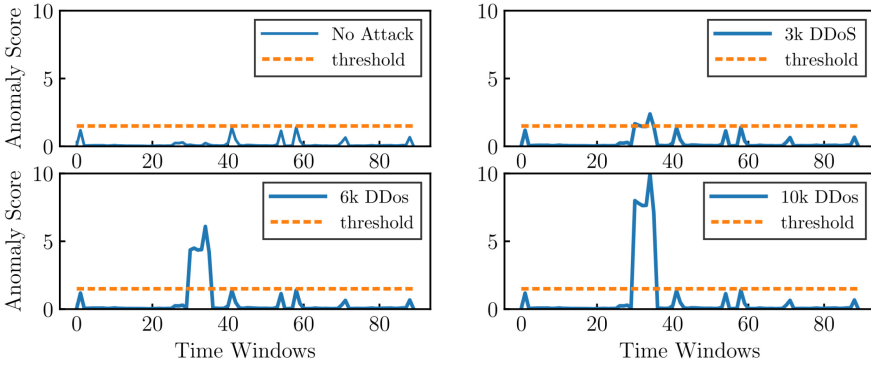 10
5
0
Anomaly Score
No Attack
threshold
0 20 40 60 80
10
5
0
3k DDoS
threshold
0 20 40 60 80
10
5
0
Anomaly Score
6k DDos
threshold
0 20 40 60 80
Time Windows
10
5
0
10k DDos
threshold
0 20 40 60 80
Time Windows